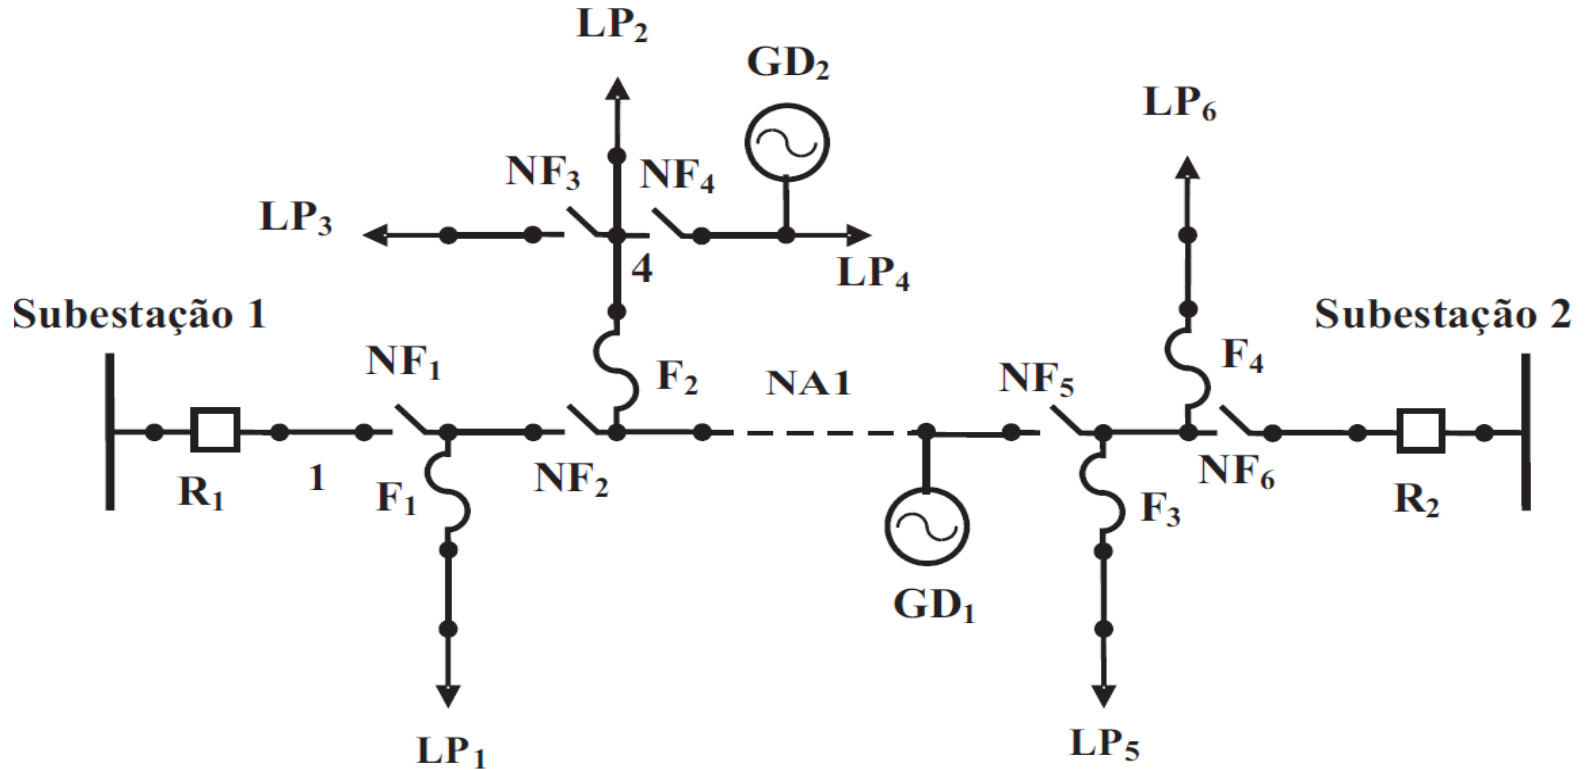 LP₂
GD₂
LP₆
NF₃
NF₄
LP₃
4
LP₄
Subestação 1
Subestação 2
NF₁
F₂
NA1
NF₅
F₄
R₁
1
F₁
NF₂
F₃
NF₆
R₂
GD₁
LP₁
LP₅